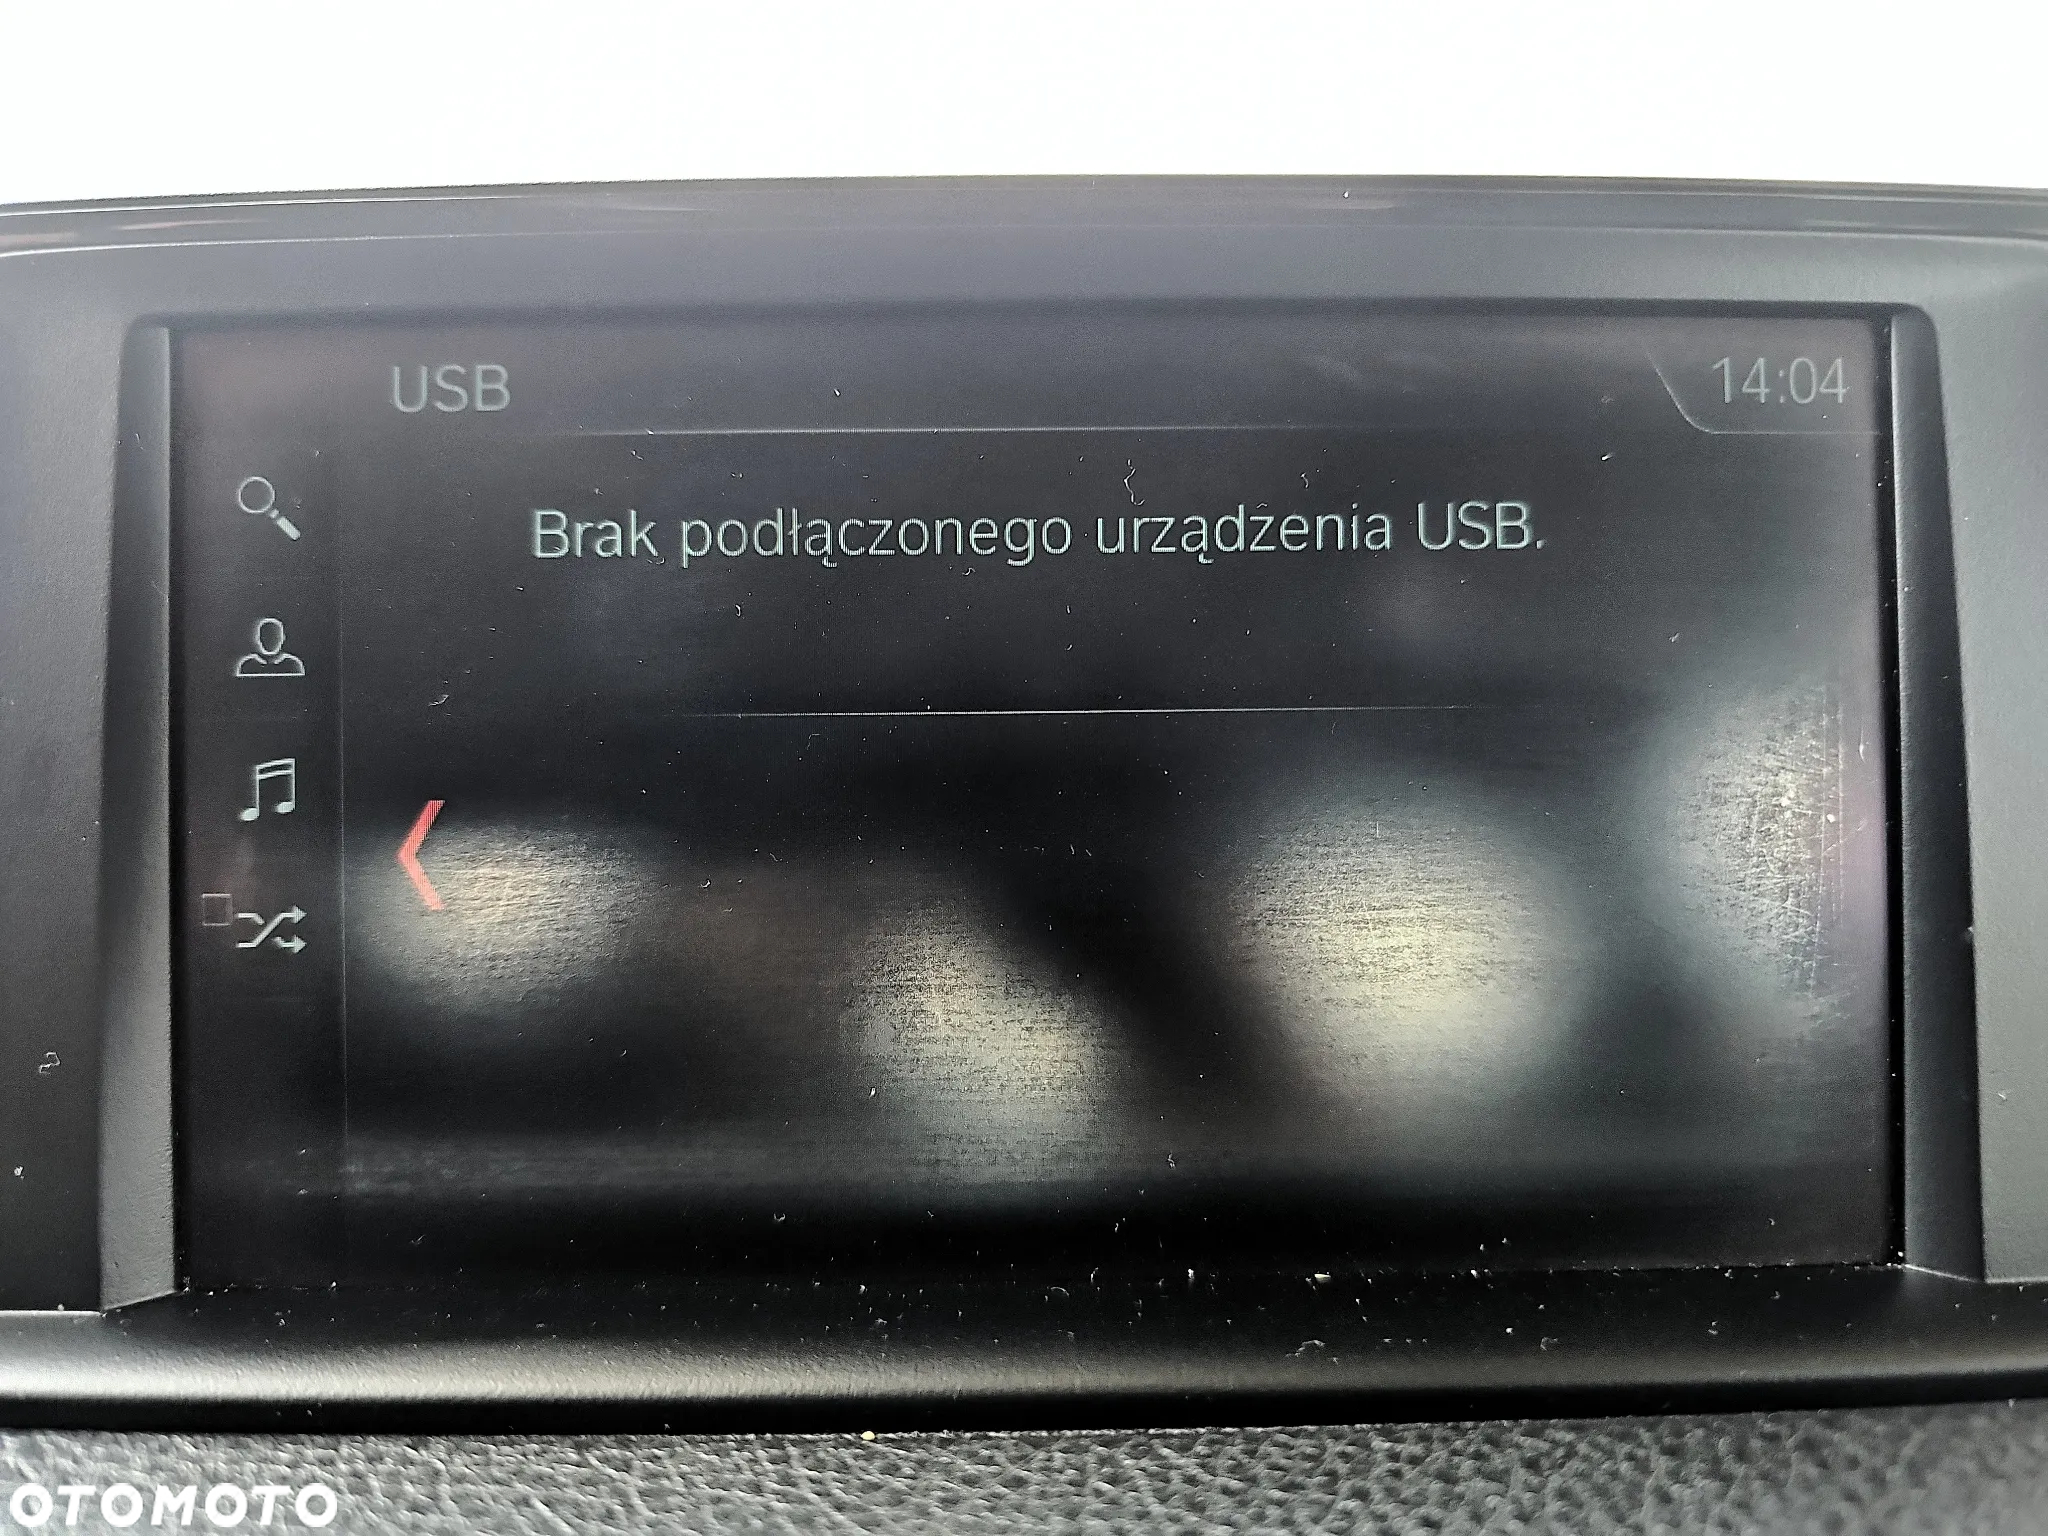 USB
14:04
Brak podłączonego urządzenia USB.
OTOMOTO